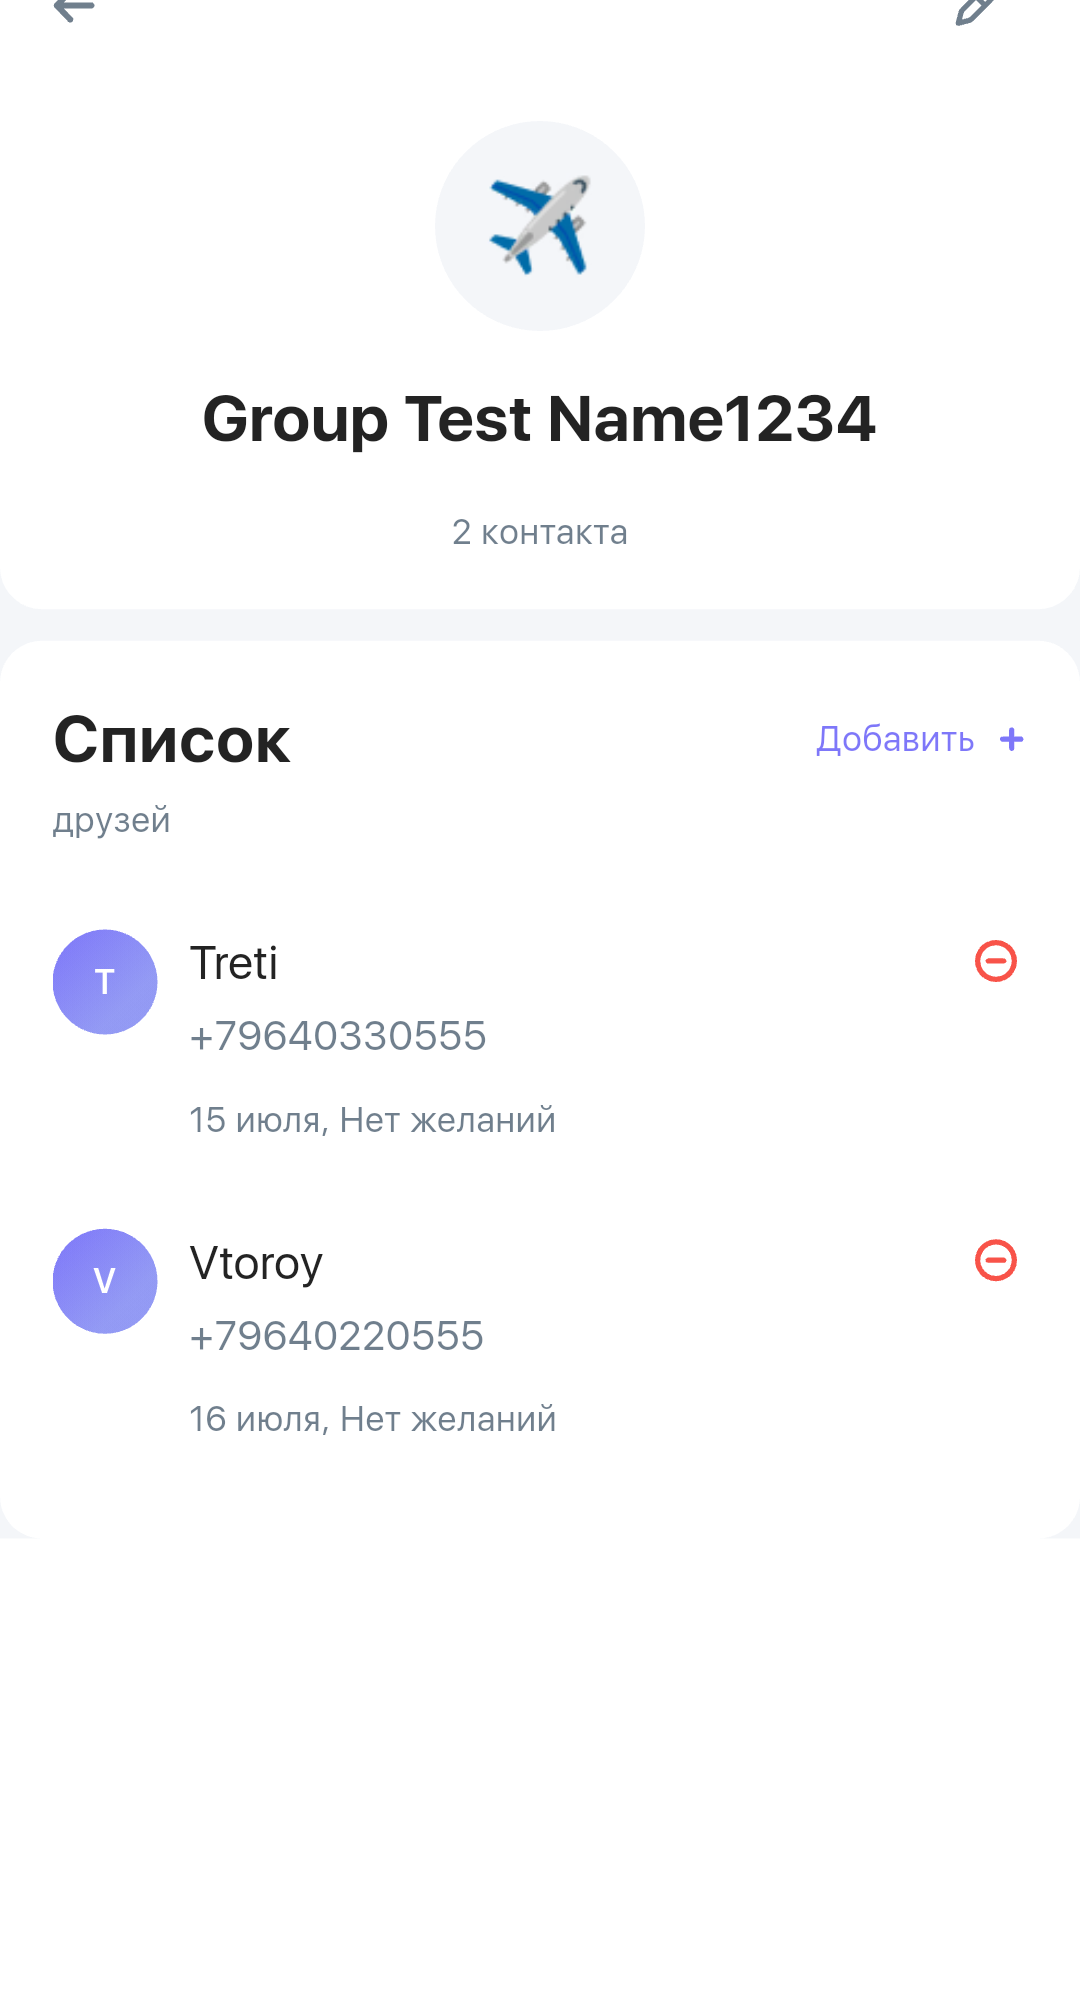 Group Test Name1234
2 контакта
Список
Добавить +
друзей
T
Treti
+79640330555
15 июля, Нет желаний
V
Vtoroy
+79640220555
16 июля, Нет желаний